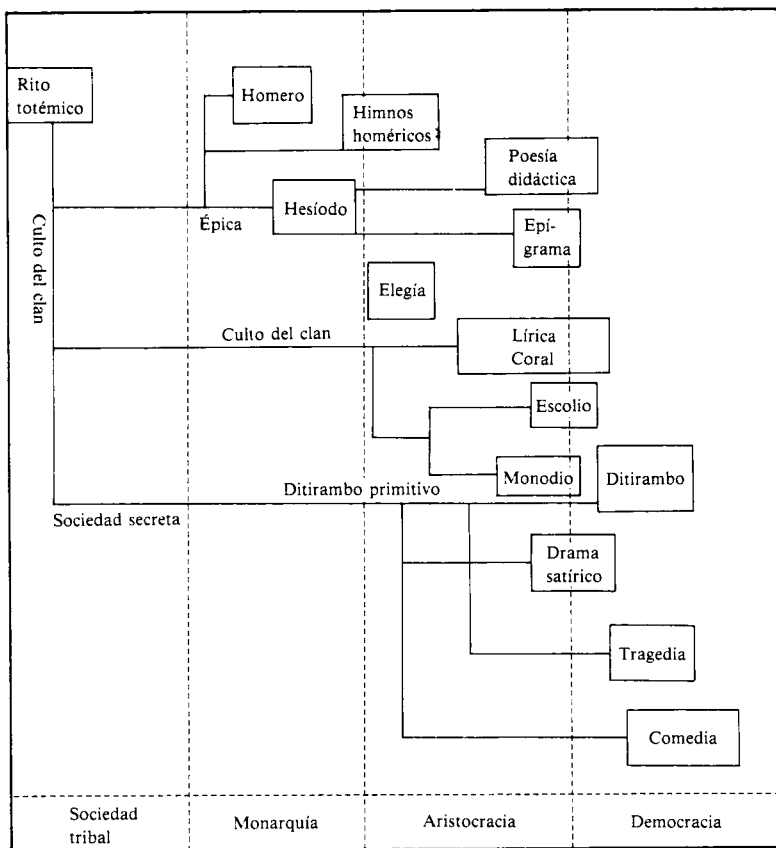 Rito
totémico
Homero
Himnos
homéricos
Poesía
didáctica
Culto del clan
Épica
Hesíodo
Epí-
grama
Elegía
Culto del clan
Lírica
Coral
Escolio
Monodio
Ditirambo
Ditirambo primitivo
Sociedad secreta
Drama
satírico
Tragedia
Comedia
Sociedad
tribal
Monarquía
Aristocracia
Democracia